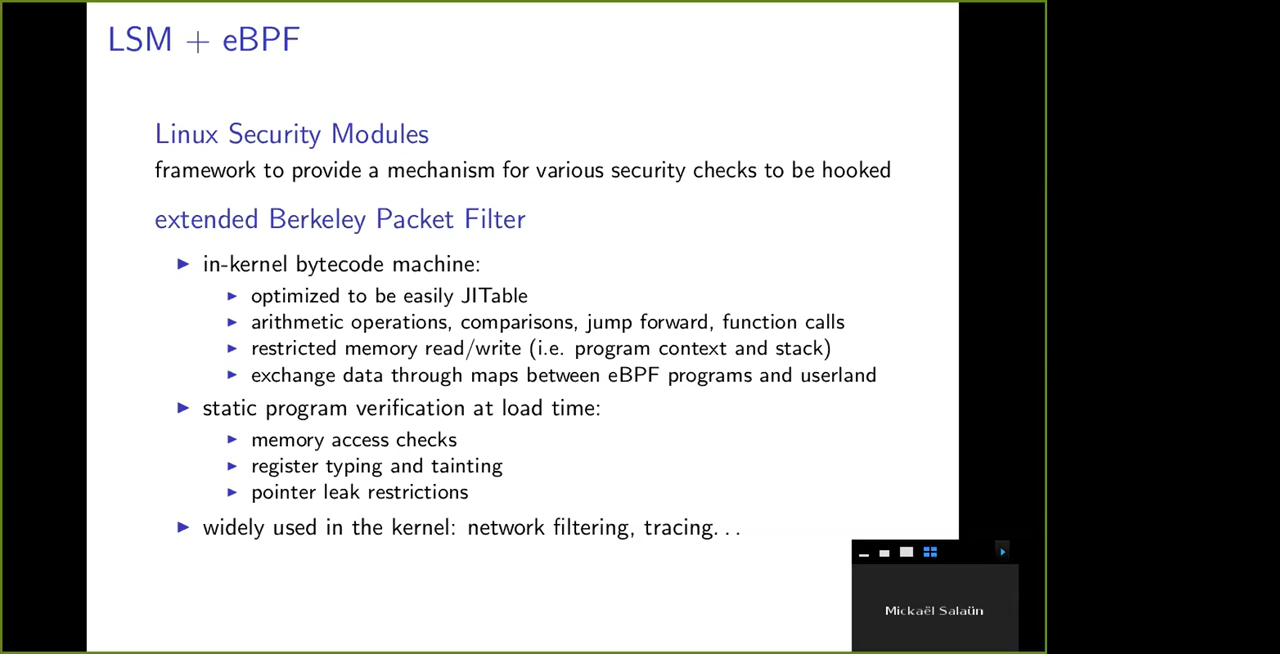 LSM + eBPF
Linux Security Modules
framework to provide a mechanism for various security checks to be hooked
extended Berkeley Packet Filter
in-kernel bytecode machine:
optimized to be easily JITable
arithmetic operations, comparisons, jump forward, function calls
restricted memory read/write (i.e. program context and stack)
exchange data through maps between eBPF programs and userland
static program verification at load time:
memory access checks
register typing and tainting
pointer leak restrictions
widely used in the kernel: network filtering, tracing. . .
Mickaël Salaün